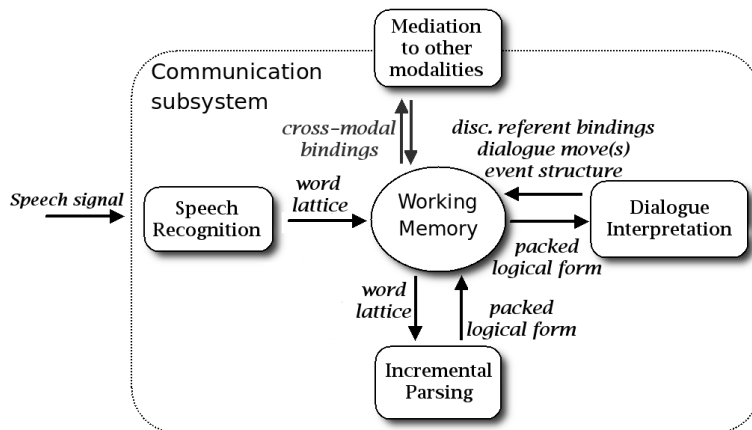 Mediation
to other
modalities
Communication
subsystem
cross-modal
bindings
disc. referent bindings
dialogue move(s)
event structure
Speech signal
Speech
Recognition
word
lattice
Working
Memory
Dialogue
Interpretation
packed
logical form
word
lattice
packed
logical form
Incremental
Parsing